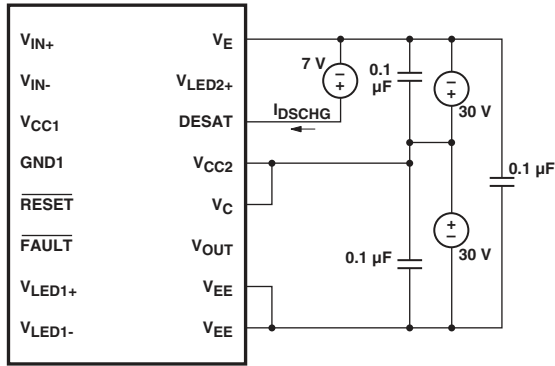 VIN+ VE
VIN- VLED2+
VCC1 DESAT
GND1 VCC2
RESET VC
FAULT VOUT
VLED1+ VEE
VLED1- VEE
7 V
−
+
IDSCHG
0.1
µF
−
+
30 V
0.1 µF
+
−
30 V
0.1 µF